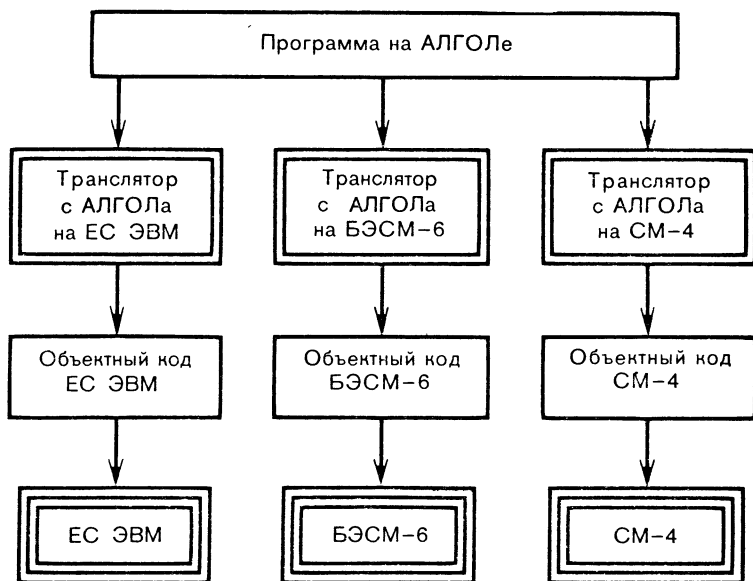 Программа на АЛГОЛе
Транслятор
с АЛГОЛа
на ЕС ЭВМ
Транслятор
с АЛГОЛа
на БЭСМ-6
Транслятор
с АЛГОЛа
на СМ-4
Объектный код
ЕС ЭВМ
Объектный код
БЭСМ-6
Объектный код
СМ-4
ЕС ЭВМ
БЭСМ-6
СМ-4